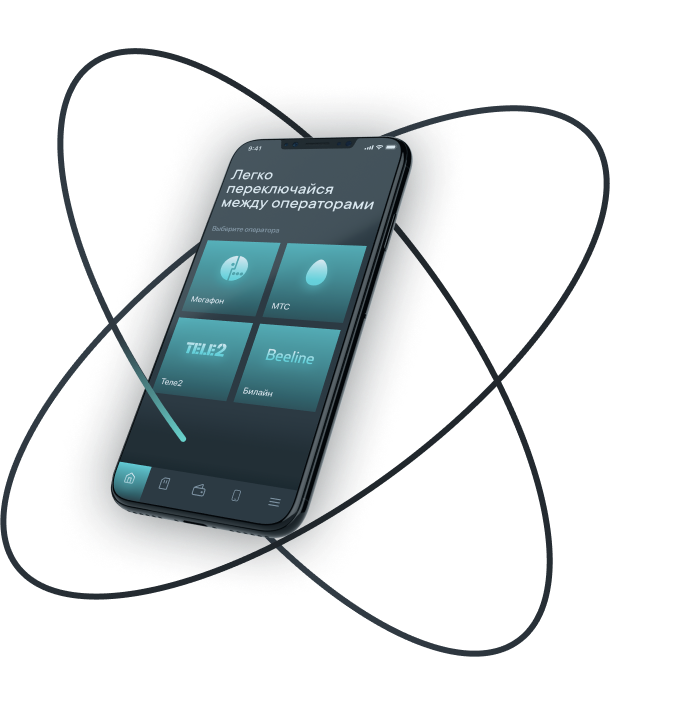 9:41
Легко
переключайся
между операторами
Выберите оператора
Мегафон
МТС
TELE2
Beeline
Теле2
Билайн